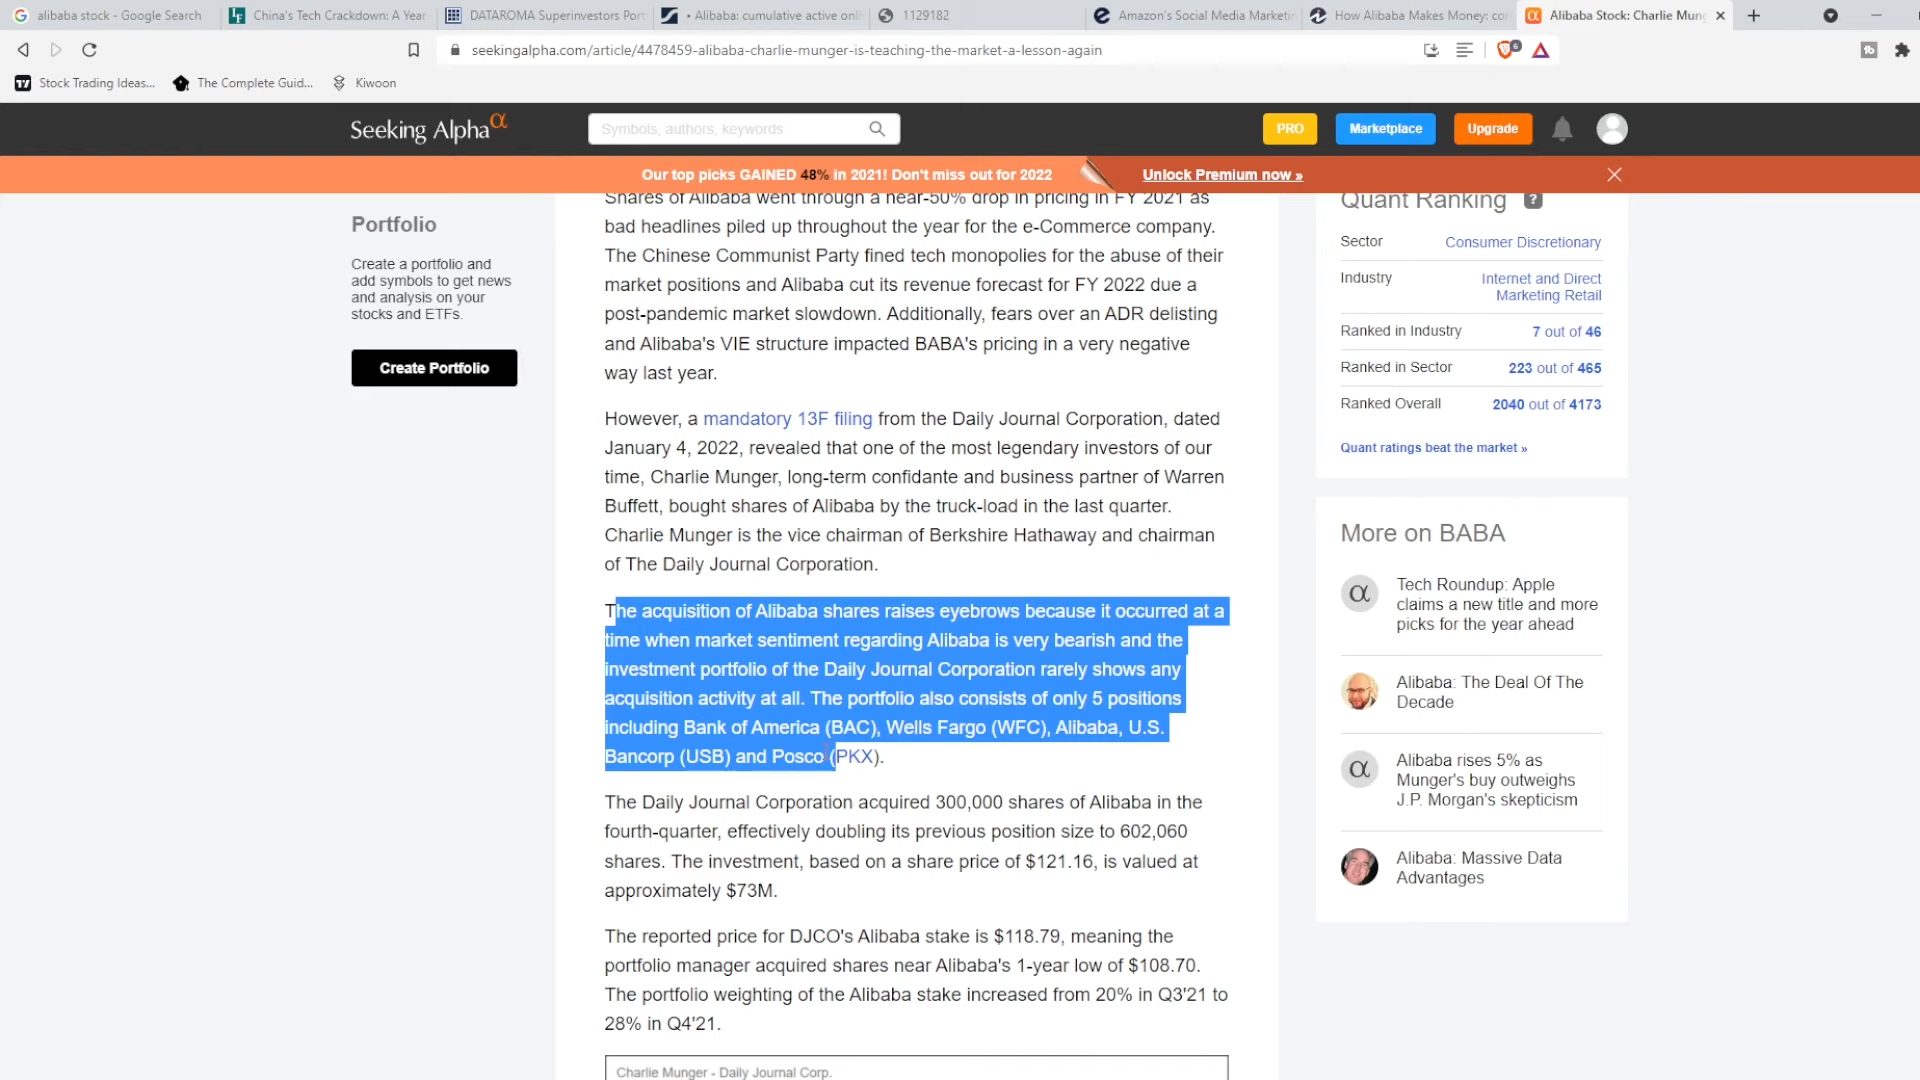 alibaba stock - Google Search
China's Tech Crackdown: A Year
DATAROMA Superinvestors Port
• Alibaba: cumulative active onli
1129182
Amazon's Social Media Marketin
How Alibaba Makes Money: co
Alibaba Stock: Charlie Mung
seekingalpha.com/article/4478459-alibaba-charlie-munger-is-teaching-the-market-a-lesson-again
Stock Trading Ideas...
The Complete Guid...
Kiwoon
Seeking Alpha α
Symbols, authors, keywords
PRO
Marketplace
Upgrade
Our top picks GAINED 48% in 2021! Don't miss out for 2022
Unlock Premium now »
Portfolio
Create a portfolio and
add symbols to get news
and analysis on your
stocks and ETFs.
Create Portfolio
Shares of Alibaba went through a near-50% drop in pricing in FY 2021 as
bad headlines piled up throughout the year for the e-Commerce company.
The Chinese Communist Party fined tech monopolies for the abuse of their
market positions and Alibaba cut its revenue forecast for FY 2022 due a
post-pandemic market slowdown. Additionally, fears over an ADR delisting
and Alibaba's VIE structure impacted BABA's pricing in a very negative
way last year.
However, a mandatory 13F filing from the Daily Journal Corporation, dated
January 4, 2022, revealed that one of the most legendary investors of our
time, Charlie Munger, long-term confidante and business partner of Warren
Buffett, bought shares of Alibaba by the truck-load in the last quarter.
Charlie Munger is the vice chairman of Berkshire Hathaway and chairman
of The Daily Journal Corporation.
The acquisition of Alibaba shares raises eyebrows because it occurred at a
time when market sentiment regarding Alibaba is very bearish and the
investment portfolio of the Daily Journal Corporation rarely shows any
acquisition activity at all. The portfolio also consists of only 5 positions
including Bank of America (BAC), Wells Fargo (WFC), Alibaba, U.S.
Bancorp (USB) and Posco (PKX).
The Daily Journal Corporation acquired 300,000 shares of Alibaba in the
fourth-quarter, effectively doubling its previous position size to 602,060
shares. The investment, based on a share price of $121.16, is valued at
approximately $73M.
The reported price for DJCO's Alibaba stake is $118.79, meaning the
portfolio manager acquired shares near Alibaba's 1-year low of $108.70.
The portfolio weighting of the Alibaba stake increased from 20% in Q3'21 to
28% in Q4'21.
Charlie Munger - Daily Journal Corp.
Quant Ranking ?
Sector Consumer Discretionary
Industry Internet and Direct
Marketing Retail
Ranked in Industry 7 out of 46
Ranked in Sector 223 out of 465
Ranked Overall 2040 out of 4173
Quant ratings beat the market »
More on BABA
α
Tech Roundup: Apple
claims a new title and more
picks for the year ahead
Alibaba: The Deal Of The
Decade
α
Alibaba rises 5% as
Munger's buy outweighs
J.P. Morgan's skepticism
Alibaba: Massive Data
Advantages